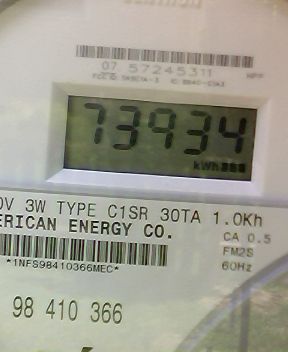 07 57245311
73934
kWh
0V 3W TYPE C1SR 30TA 1.0Kh
ERICAN ENERGY CO.
CA 0.5
FM2S
*1NFS98410366MEC*
60Hz
98 410 366